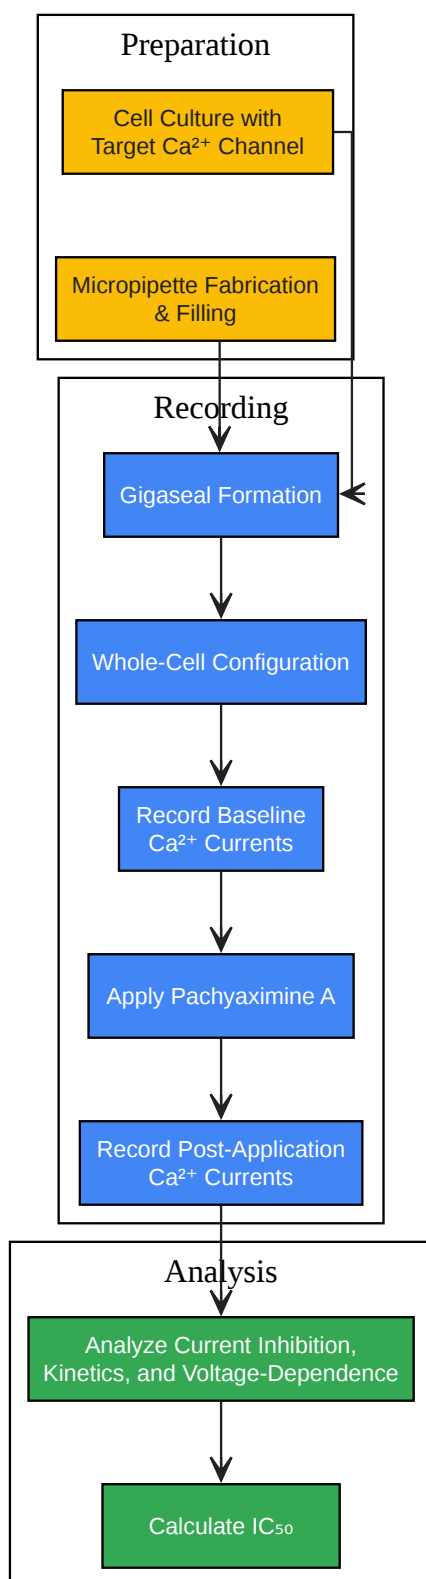 Preparation
Cell Culture with
Target Ca²⁺ Channel
Micropipette Fabrication
& Filling
Recording
Gigaseal Formation
Whole-Cell Configuration
Record Baseline
Ca²⁺ Currents
Apply Pachyaximine A
Record Post-Application
Ca²⁺ Currents
Analysis
Analyze Current Inhibition,
Kinetics, and Voltage-Dependence
Calculate IC₅₀